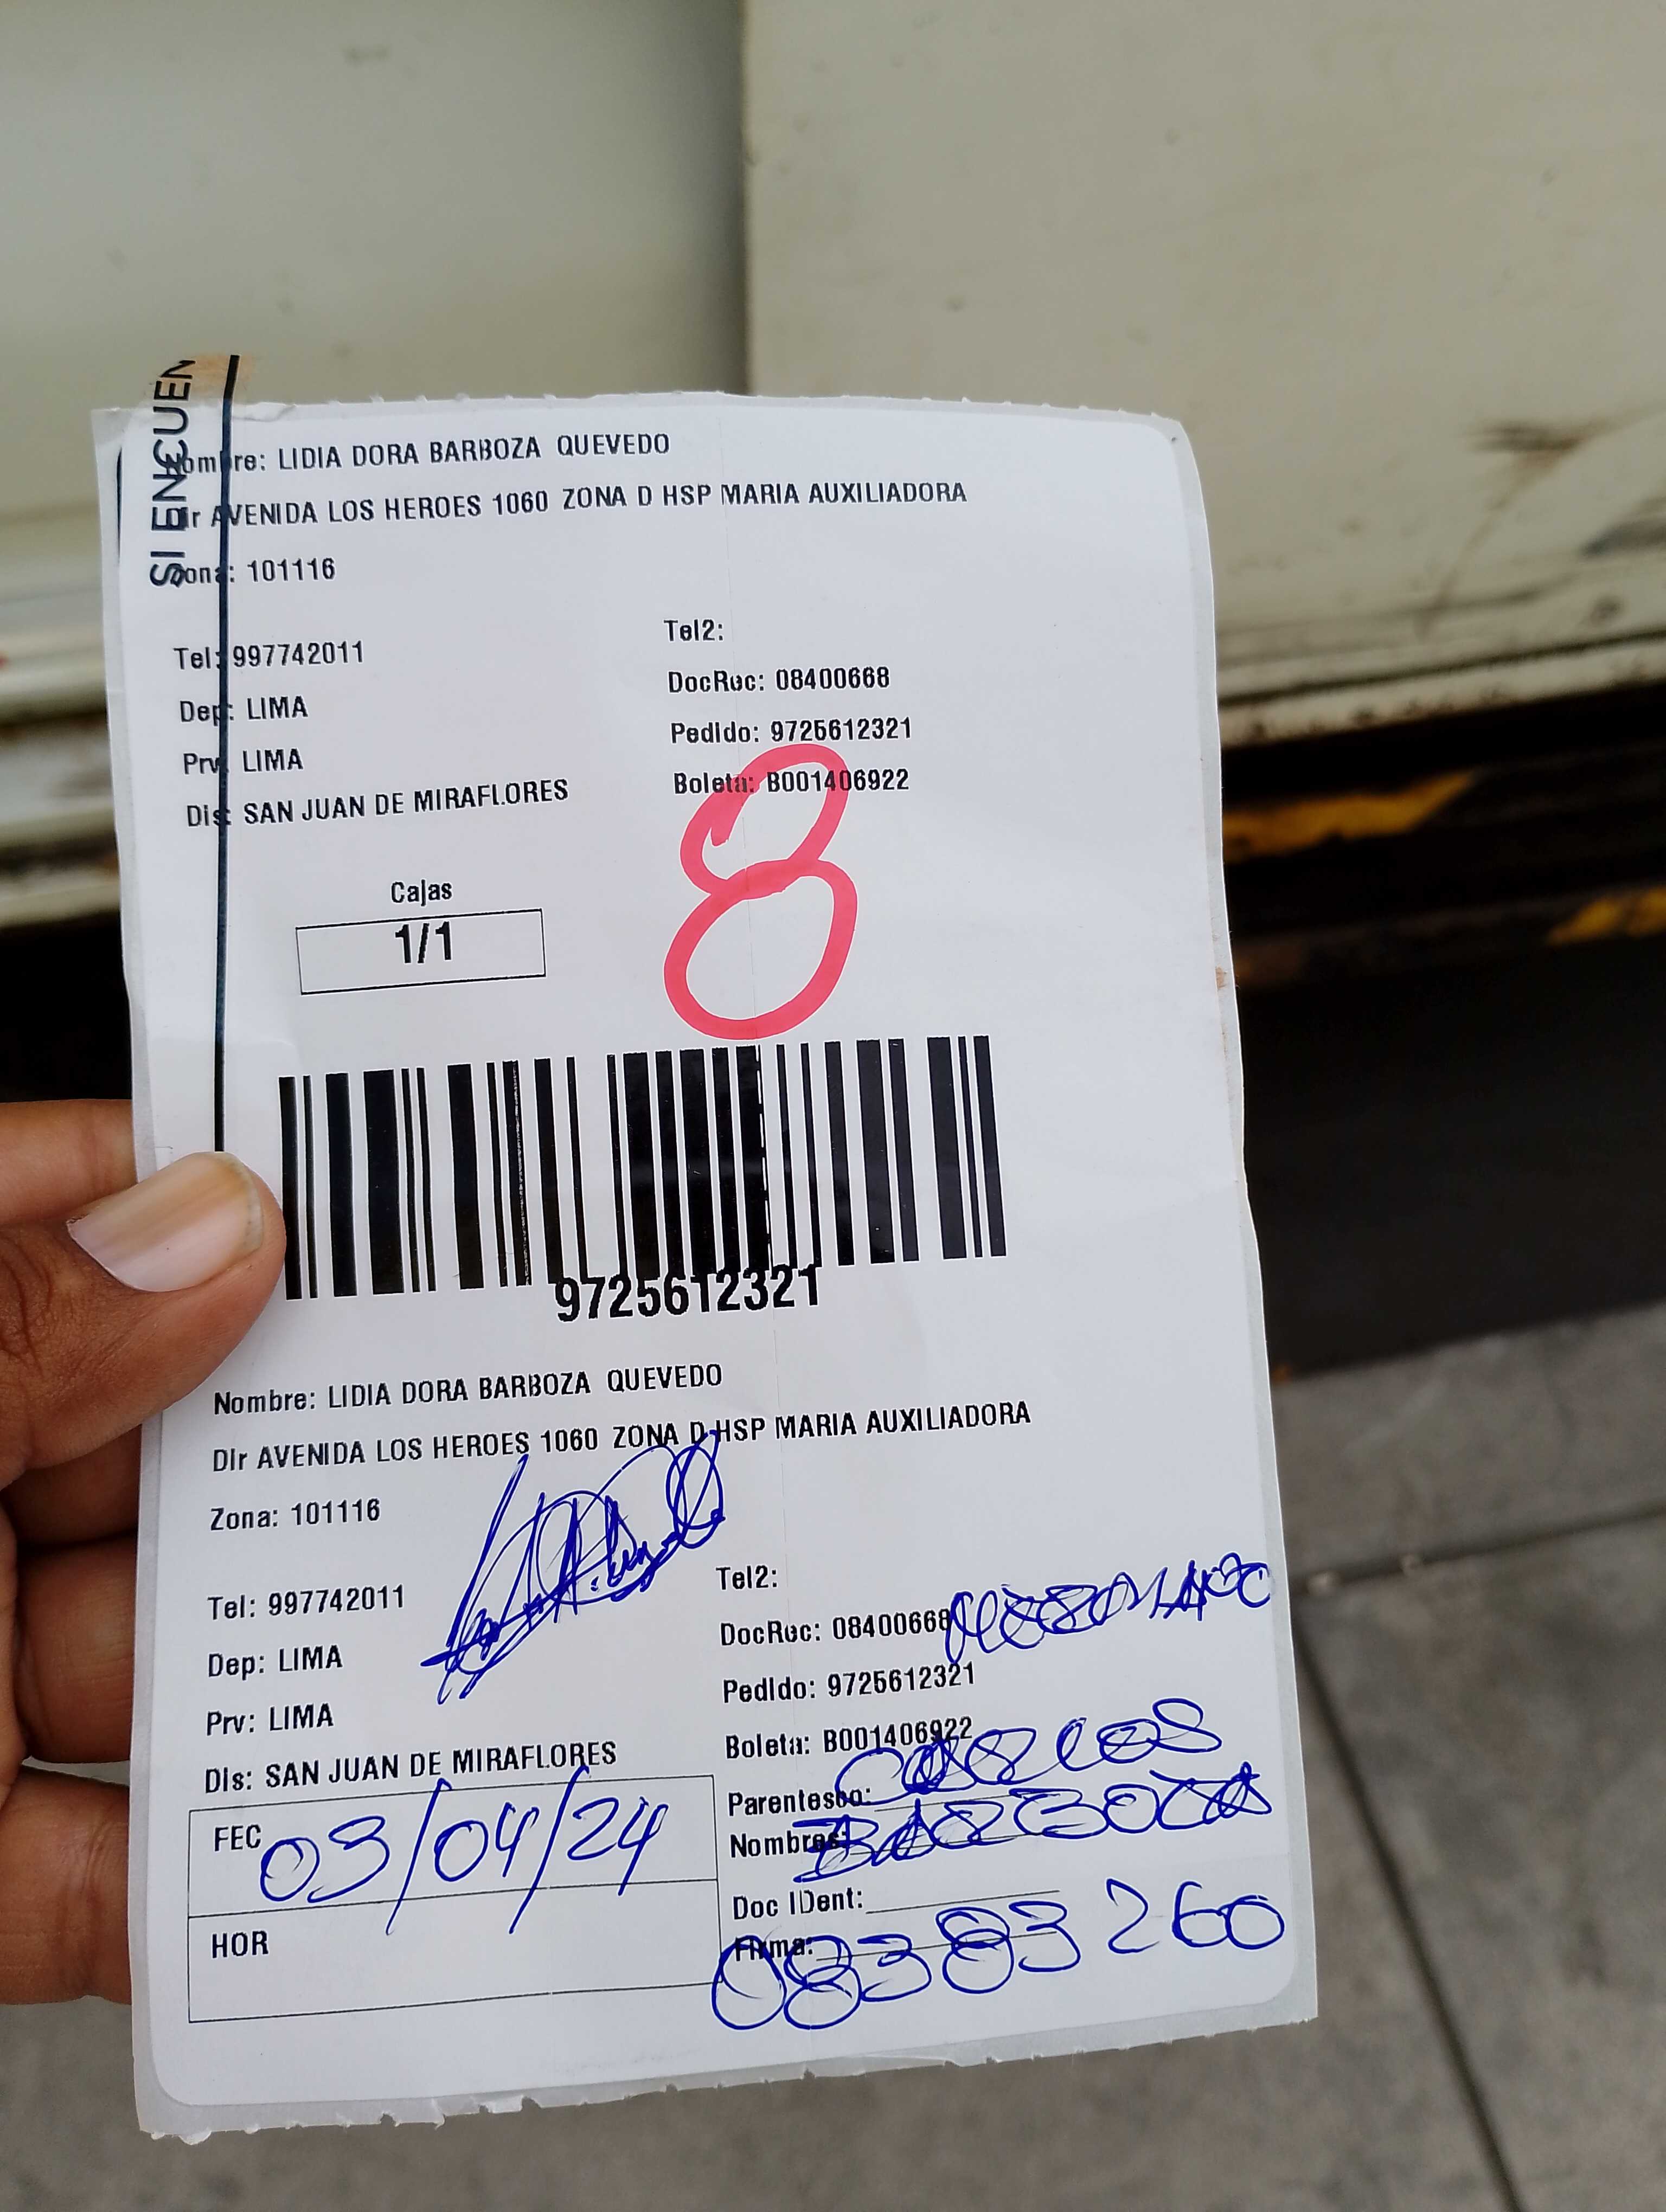 SI ENCUEN
Nombre: LIDIA DORA BARBOZA QUEVEDO
Dir AVENIDA LOS HEROES 1060 ZONA D HSP MARIA AUXILIADORA
Zona: 101116
Tel: 997742011
Dep: LIMA
Prv: LIMA
Dis: SAN JUAN DE MIRAFLORES
Tel2:
DocRec: 08400668
Pedido: 9725612321
Boleta: B001406922
8
Cajas
1/1
9725612321
Nombre: LIDIA DORA BARBOZA QUEVEDO
Dir AVENIDA LOS HEROES 1060 ZONA D HSP MARIA AUXILIADORA
Zona: 101116
Tel: 997742011
Dep: LIMA
Prv: LIMA
Dis: SAN JUAN DE MIRAFLORES
Tel2:
DocRec: 08400668
Pedido: 9725612321
Boleta: B001406922
FEC 03/04/24
HOR
Parentesco: CARLOS
Nombres: BARBOZA
Doc IDent:
Firma: 08383260